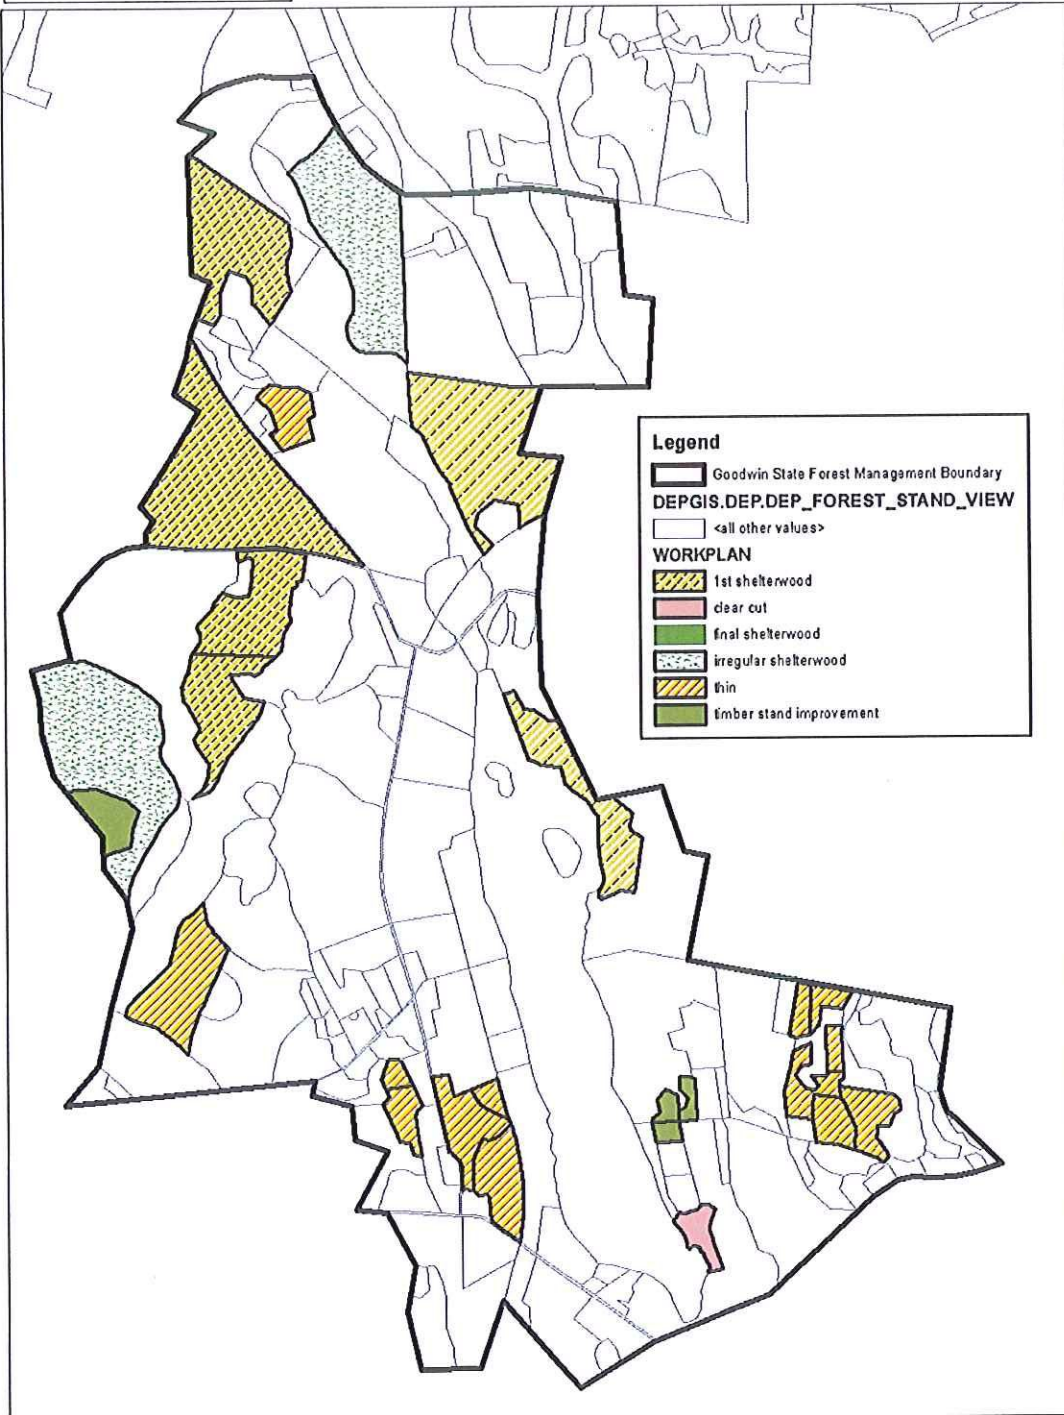 Legend
Goodwin State Forest Management Boundary
DEPGIS.DEP.DEP_FOREST_STAND_VIEW
<all other values>
WORKPLAN
1st shelterwood
clear cut
final shelterwood
irregular shelterwood
thin
timber stand improvement